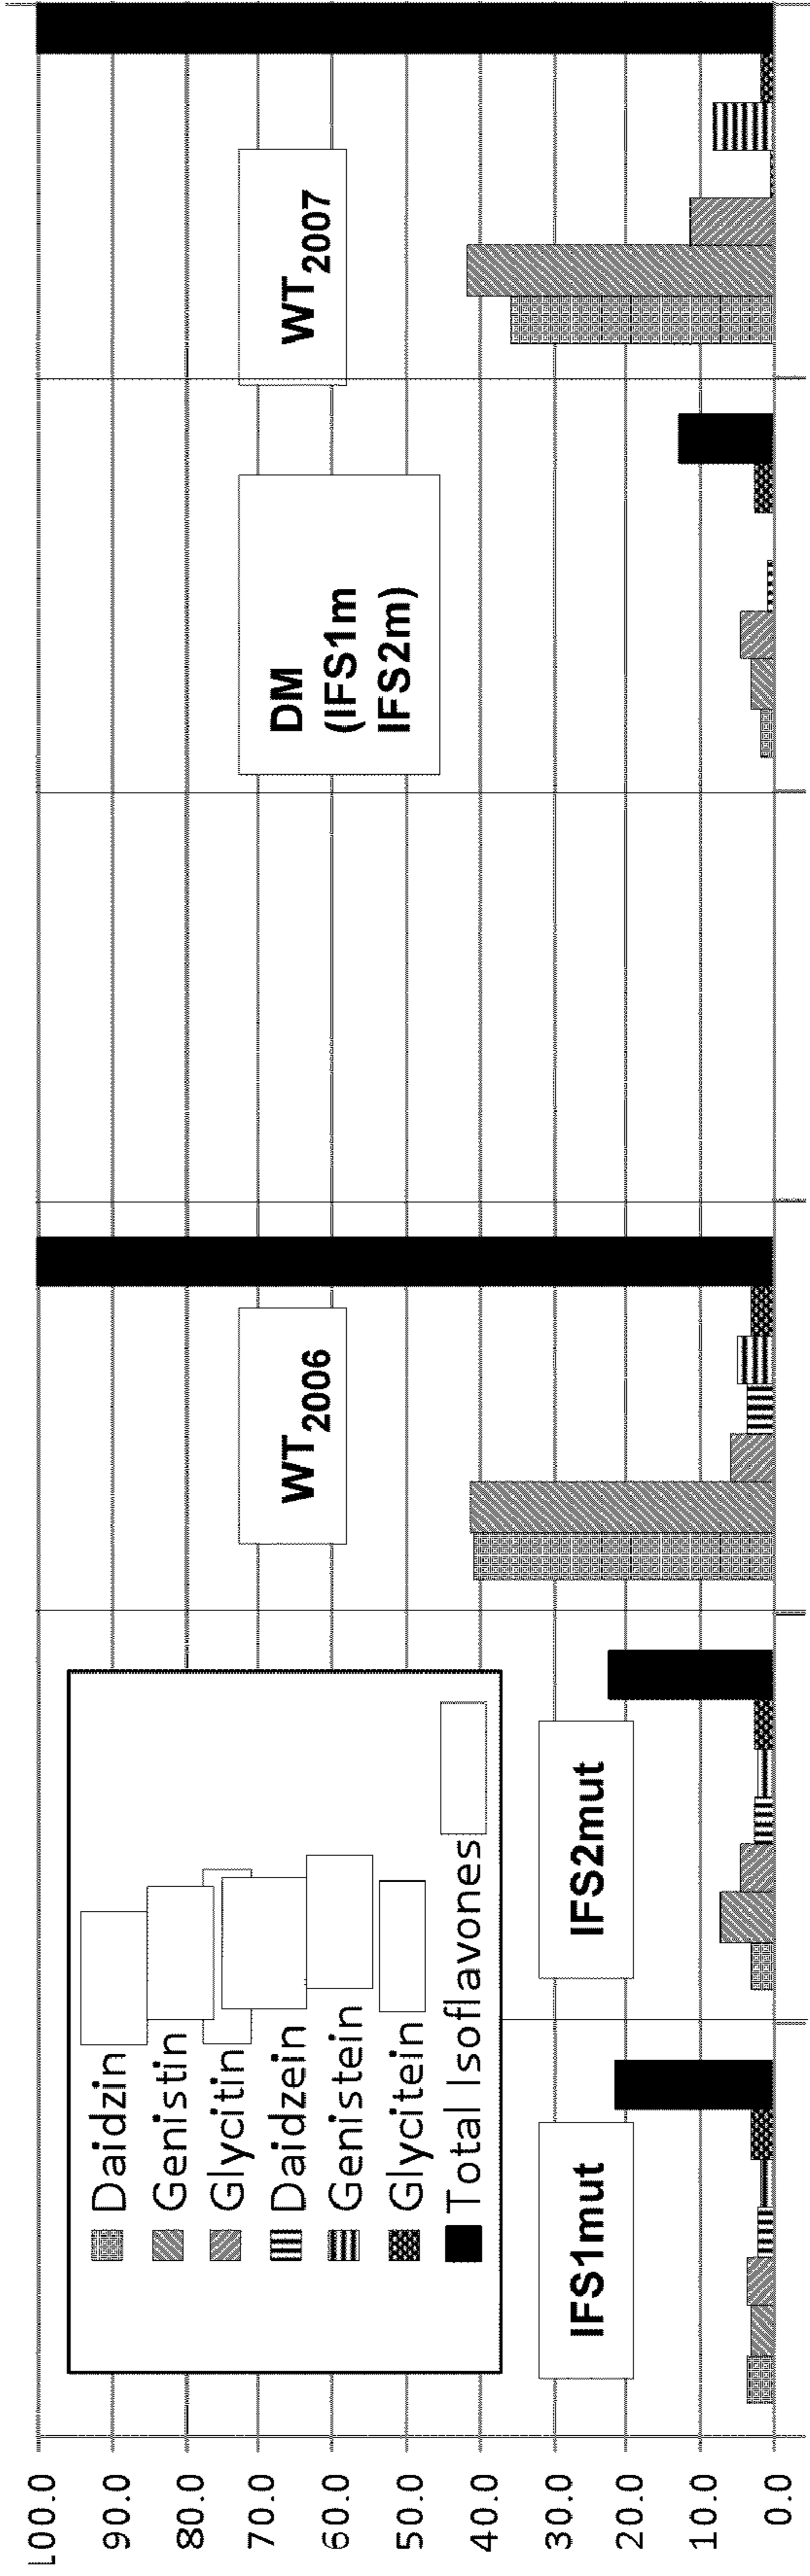 100.0
90.0
80.0
70.0
60.0
50.0
40.0
30.0
20.0
10.0
0.0
Daidzin
Genistin
Glycitin
Daidzein
Genistein
Glycitein
Total Isoflavones
IFS1mut
IFS2mut
WT2006
DM
(IFS1m
IFS2m)
WT2007